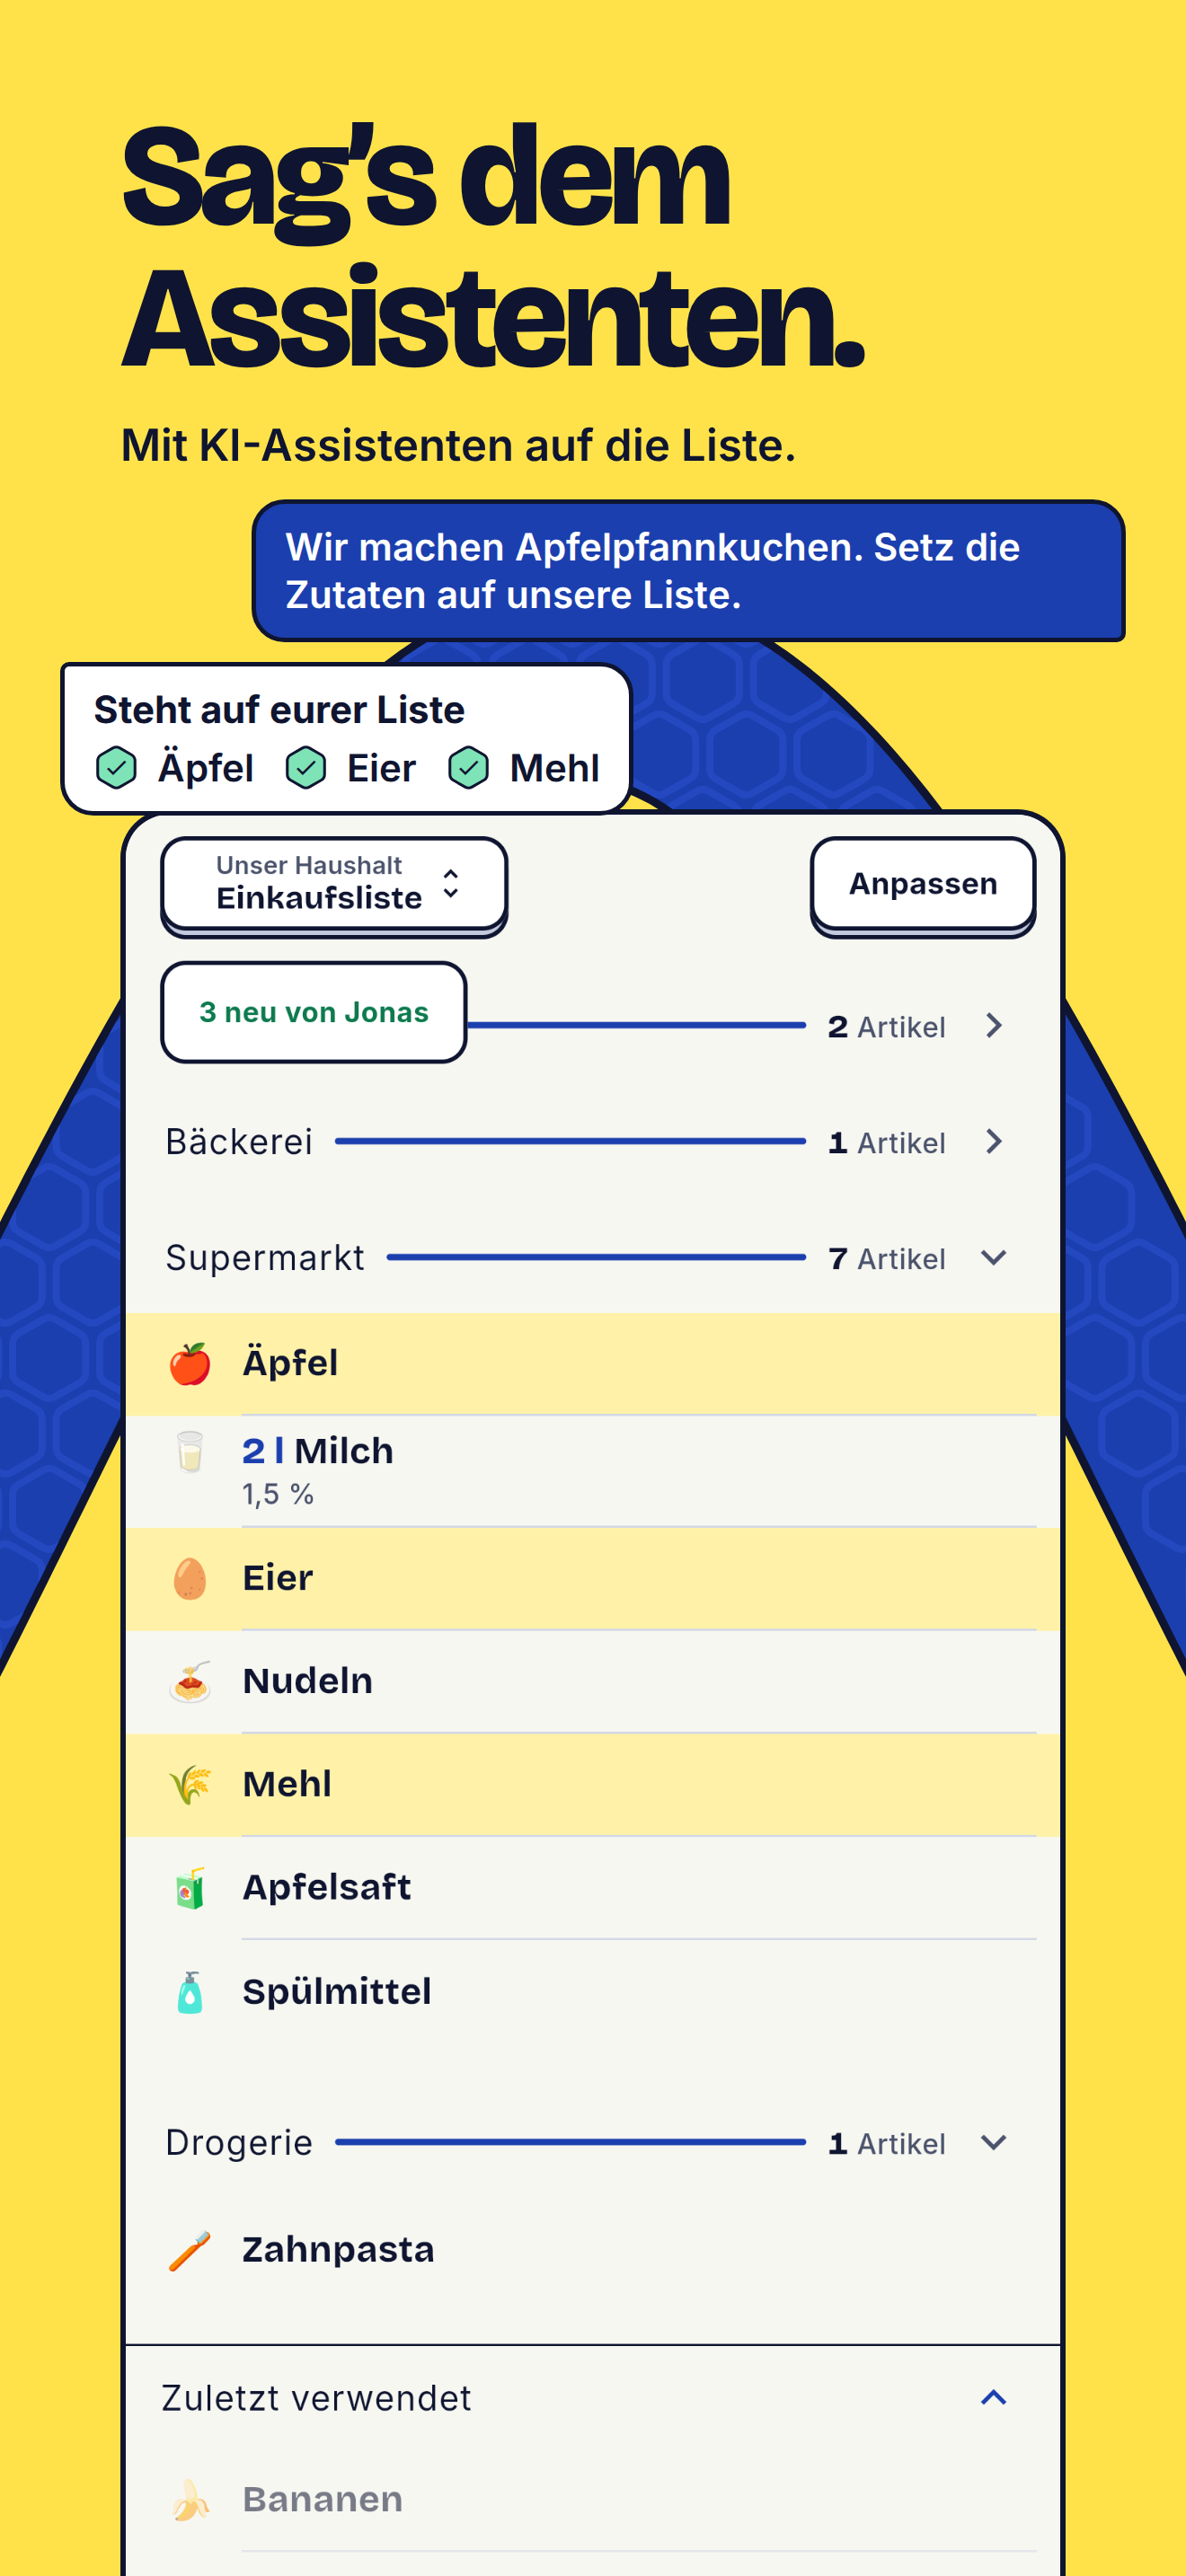 Sag’s dem
Assistenten.
Mit KI-Assistenten auf die Liste.
Wir machen Apfelpfannkuchen. Setz die
Zutaten auf unsere Liste.
Steht auf eurer Liste
Äpfel Eier Mehl
Unser Haushalt
Einkaufsliste
Anpassen
3 neu von Jonas
2 Artikel
Bäckerei 1 Artikel
Supermarkt 7 Artikel
Äpfel
2 l Milch
1,5 %
Eier
Nudeln
Mehl
Apfelsaft
Spülmittel
Drogerie 1 Artikel
Zahnpasta
Zuletzt verwendet
Bananen